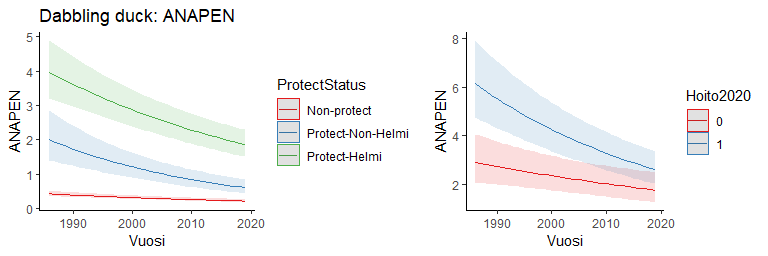 Dabbling duck: ANAPEN
5
4
3
2
1
0
ANAPEN
1990
2000
2010
2020
Vuosi
ProtectStatus
Non-protect
Protect-Non-Helmi
Protect-Helmi
8
6
4
2
ANAPEN
1990
2000
2010
2020
Vuosi
Hoito2020
0
1